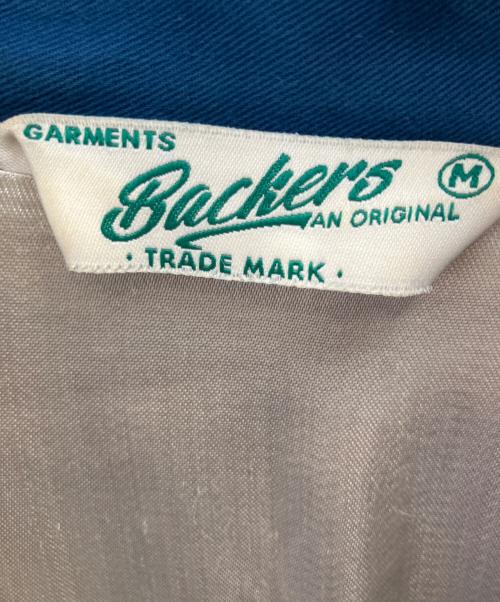 GARMENTS
Backers
M
AN ORIGINAL
· TRADE MARK ·